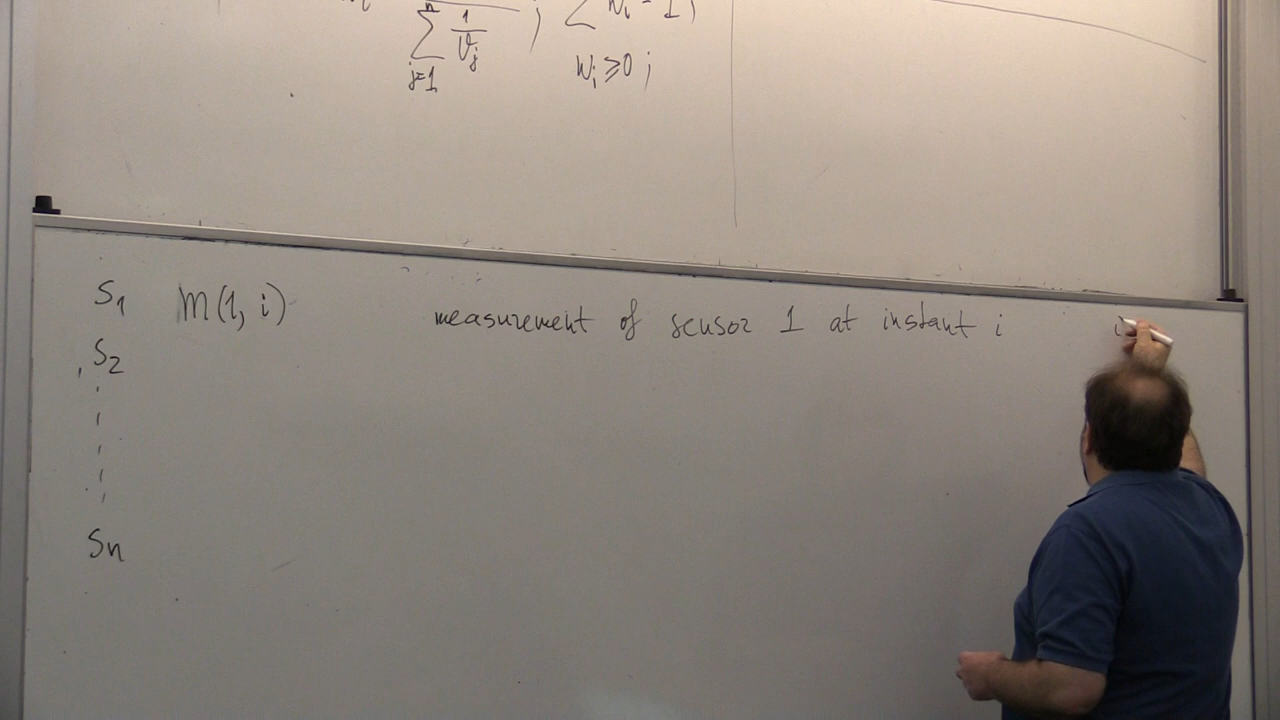 n
∑ 1/v_j ; ∑ w_i = 1 ;
j=1 w_i ≥ 0 ;
S1 M(1, i) measurement of sensor 1 at instant i i
S2
Sn